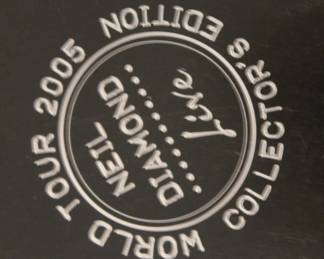 WORLD TOUR 2005
COLLECTOR'S EDITION
NEIL
DIAMOND
Live